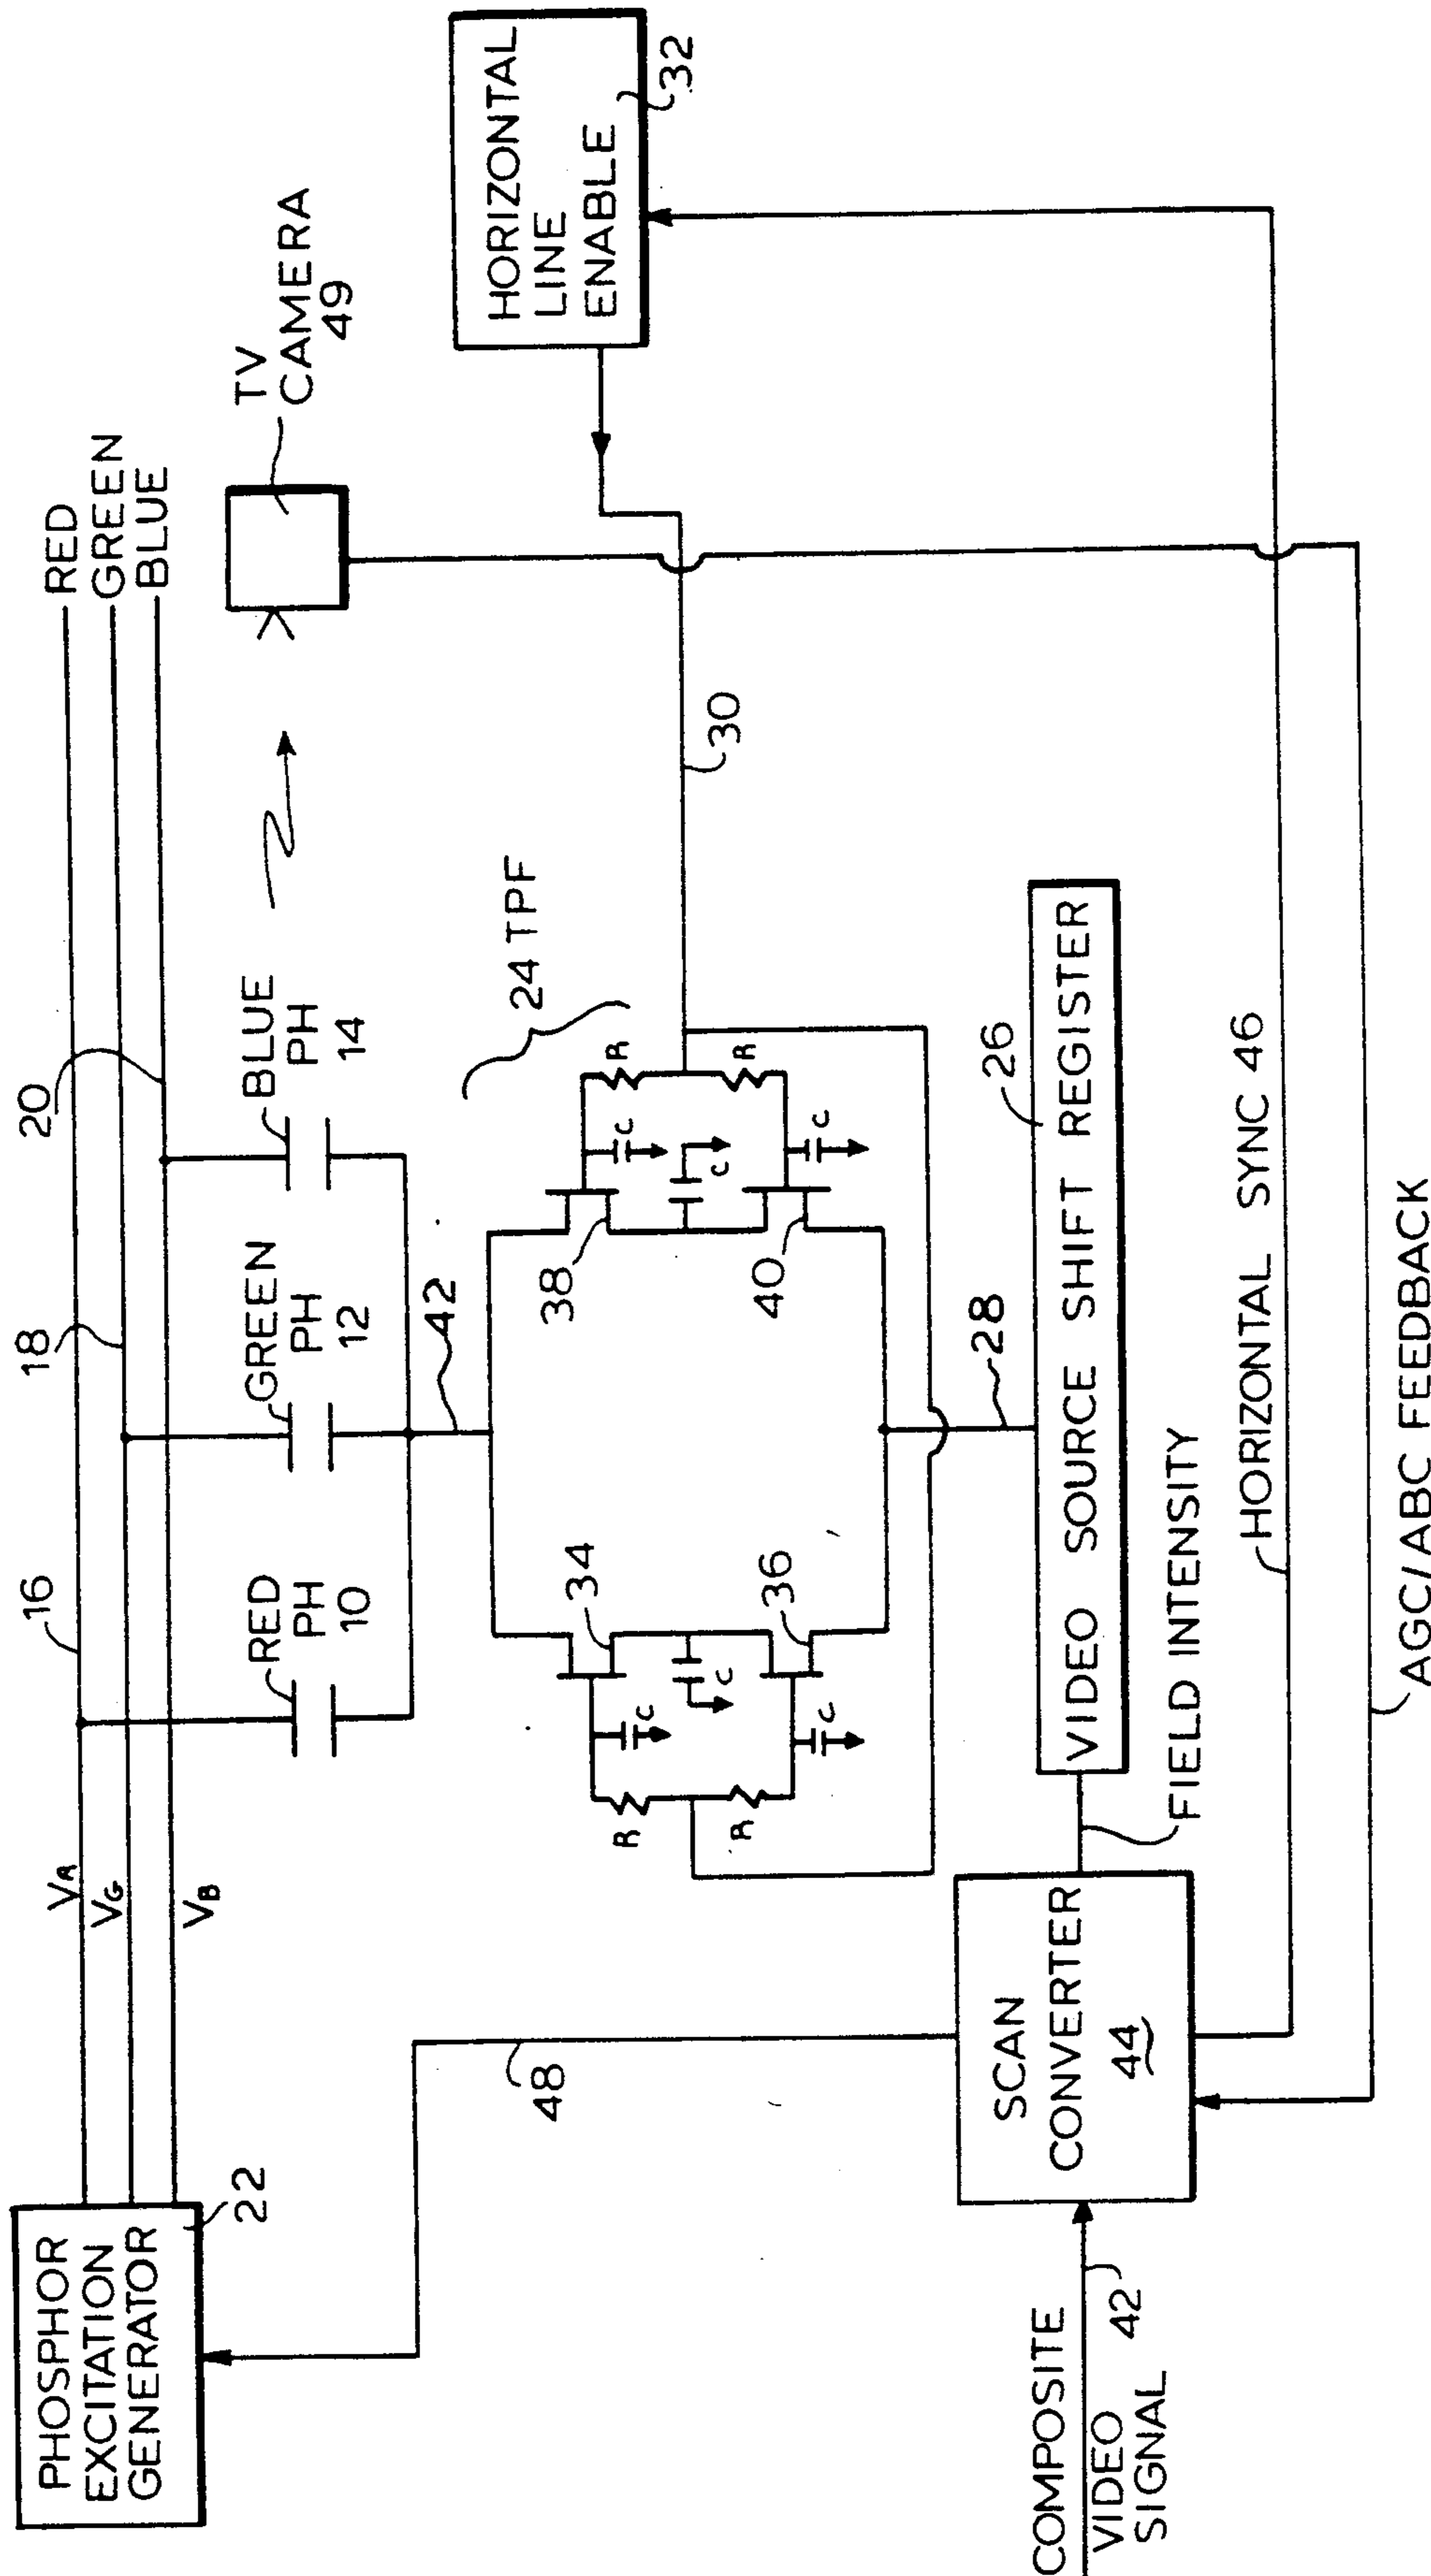 PHOSPHOR
EXCITATION
GENERATOR
22
VR
VG
VB
16
18
20
RED
GREEN
BLUE
RED
PH
10
GREEN
PH
12
BLUE
PH
14
TV
CAMERA
49
42
24 TPF
HORIZONTAL
LINE
ENABLE
32
30
34
36
38
40
R
R
C
C
C
R
R
C
C
C
28
26
VIDEO SOURCE SHIFT REGISTER
FIELD INTENSITY
48
SCAN
CONVERTER
44
COMPOSITE
VIDEO
SIGNAL
42
HORIZONTAL SYNC 46
AGC/ABC FEEDBACK